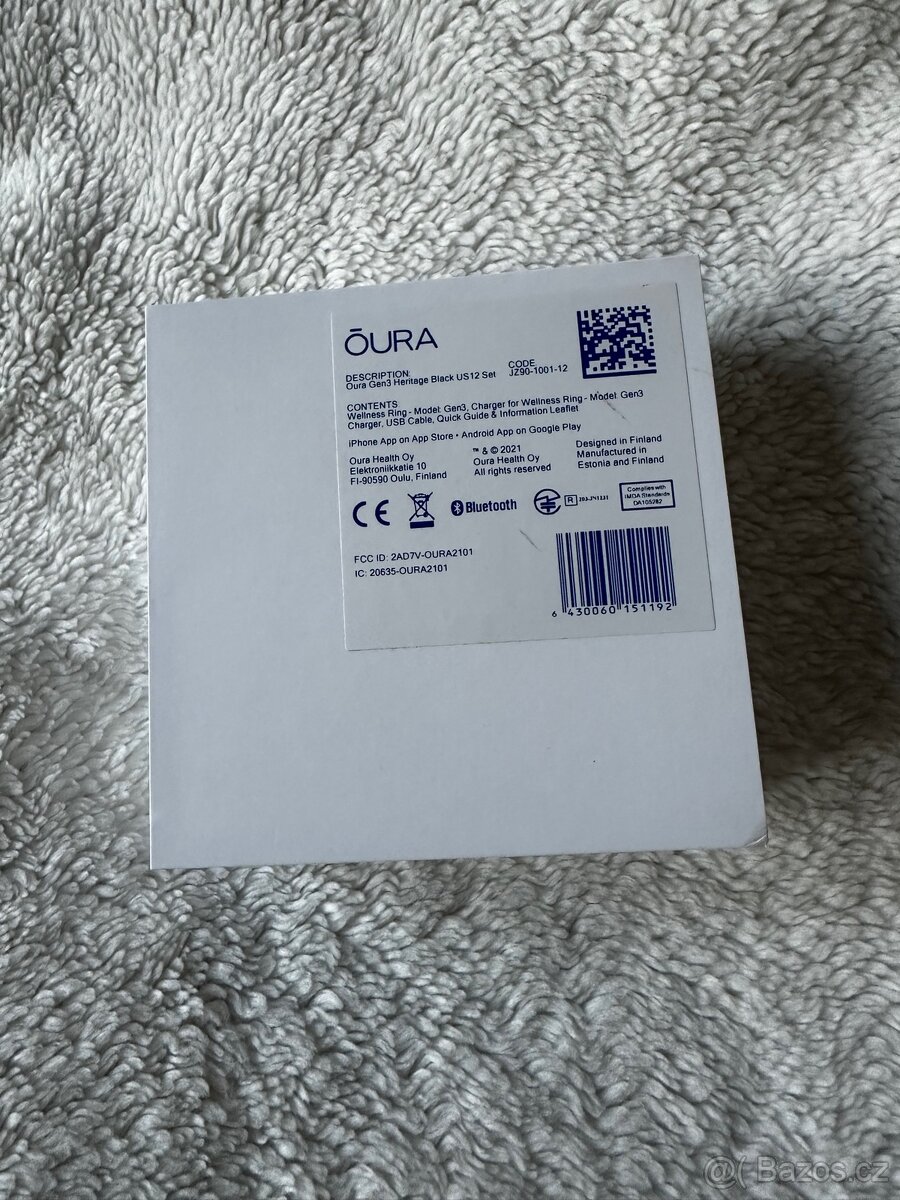 ŌURA
DESCRIPTION:
Oura Gen3 Heritage Black US12 Set
CODE
JZ90-1001-12
CONTENTS
Wellness Ring - Model: Gen3, Charger for Wellness Ring - Model: Gen3
Charger, USB Cable, Quick Guide & Information Leaflet
iPhone App on App Store • Android App on Google Play
Oura Health Oy
Elektroniikkatie 10
FI-90590 Oulu, Finland
™ & © 2021
Oura Health Oy
All rights reserved
Designed in Finland
Manufactured in
Estonia and Finland
CE
Bluetooth
R 203-JN1131
Complies with
IMDA Standards
DA105282
FCC ID: 2AD7V-OURA2101
IC: 20635-OURA2101
6 430060 151192
@( Bazos.cz